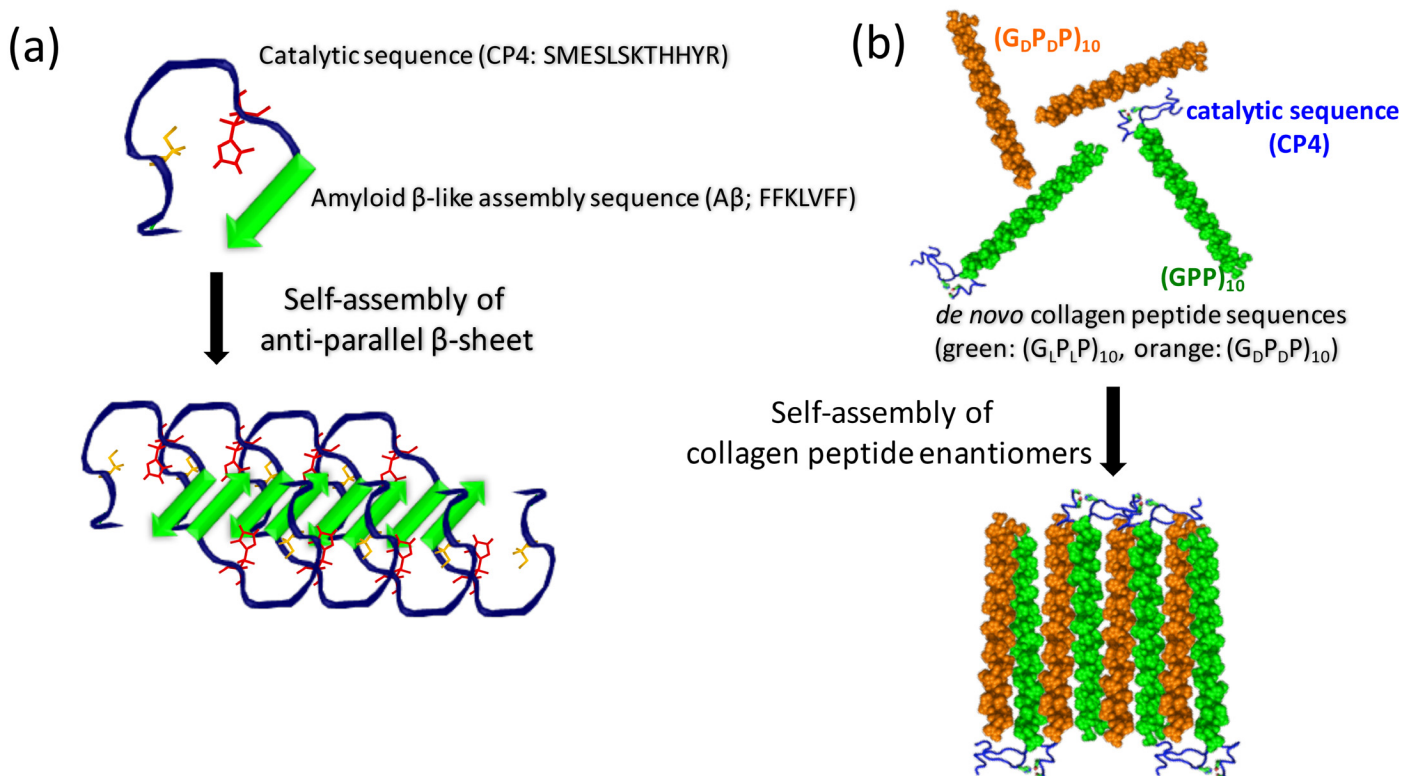 (a)
Catalytic sequence (CP4: SMESLSKTHHYR)
Amyloid β-like assembly sequence (Aβ; FFKLVFF)
Self-assembly of
anti-parallel β-sheet
(b)
(GDPDP)10
catalytic sequence
(CP4)
(GPP)10
de novo collagen peptide sequences
(green: (GLPLP)10, orange: (GDPDP)10)
Self-assembly of
collagen peptide enantiomers